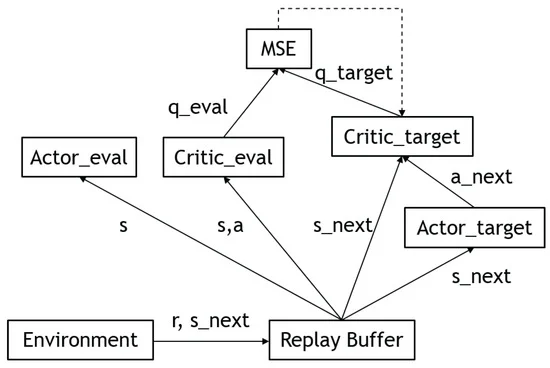 MSE
q_target
q_eval
Critic_target
Actor_eval
Critic_eval
a_next
s
s,a
s_next
Actor_target
s_next
r, s_next
Environment
Replay Buffer